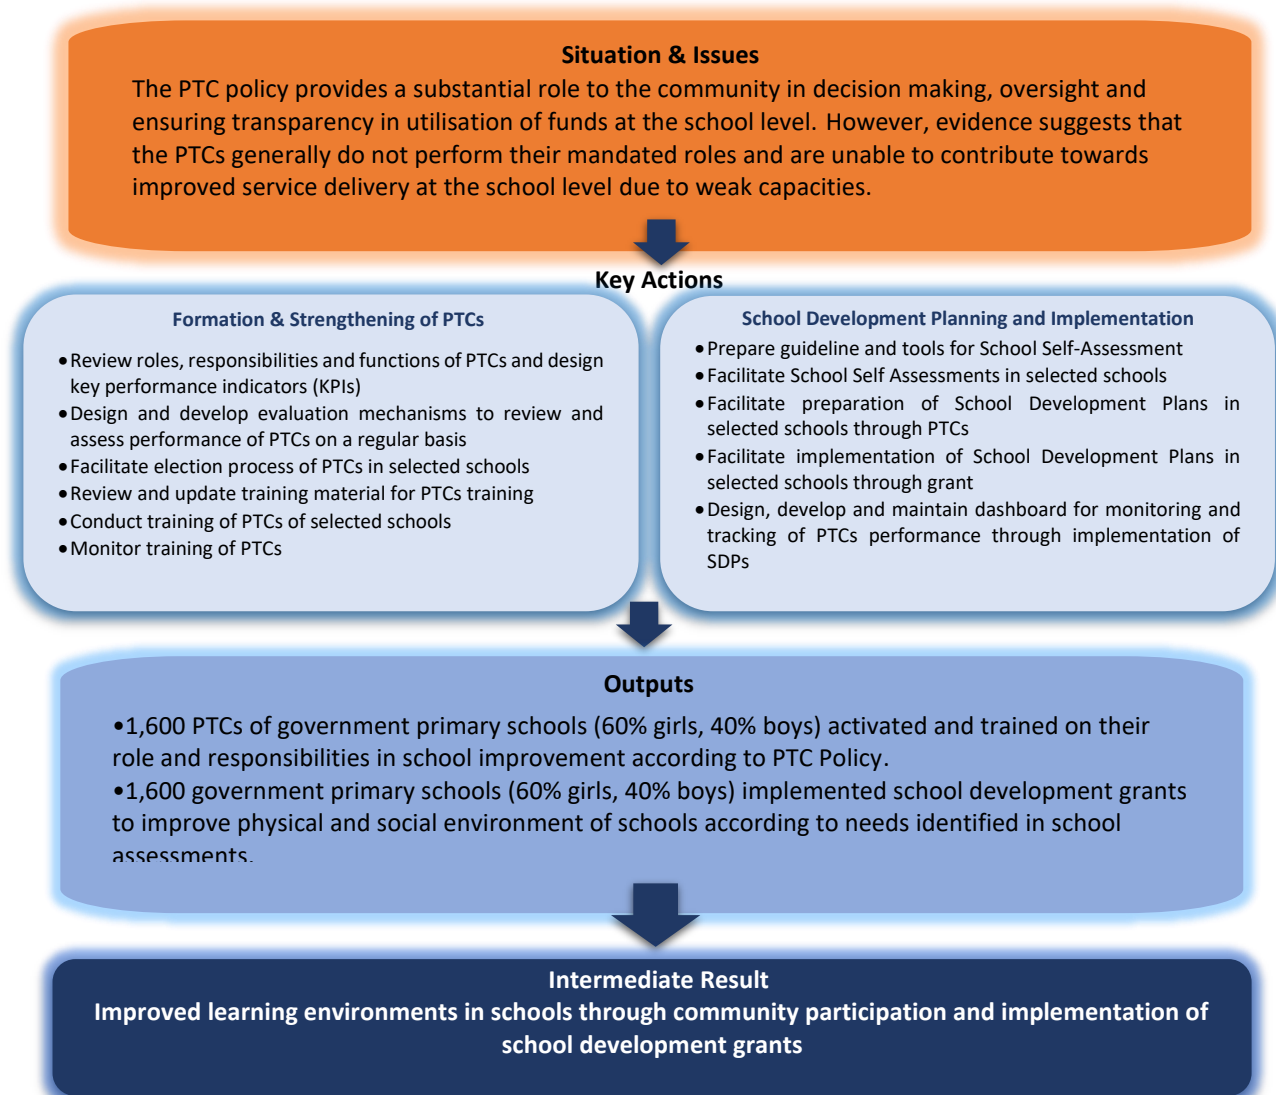 Situation & Issues
The PTC policy provides a substantial role to the community in decision making, oversight and
ensuring transparency in utilisation of funds at the school level. However, evidence suggests that
the PTCs generally do not perform their mandated roles and are unable to contribute towards
improved service delivery at the school level due to weak capacities.
Key Actions
Formation & Strengthening of PTCs
•Review roles, responsibilities and functions of PTCs and design
key performance indicators (KPIs)
•Design and develop evaluation mechanisms to review and
assess performance of PTCs on a regular basis
•Facilitate election process of PTCs in selected schools
•Review and update training material for PTCs training
•Conduct training of PTCs of selected schools
•Monitor training of PTCs
School Development Planning and Implementation
•Prepare guideline and tools for School Self-Assessment
•Facilitate School Self Assessments in selected schools
•Facilitate preparation of School Development Plans in
selected schools through PTCs
•Facilitate implementation of School Development Plans in
selected schools through grant
•Design, develop and maintain dashboard for monitoring and
tracking of PTCs performance through implementation of
SDPs
Outputs
•1,600 PTCs of government primary schools (60% girls, 40% boys) activated and trained on their
role and responsibilities in school improvement according to PTC Policy.
•1,600 government primary schools (60% girls, 40% boys) implemented school development grants
to improve physical and social environment of schools according to needs identified in school
assessments.
Intermediate Result
Improved learning environments in schools through community participation and implementation of
school development grants